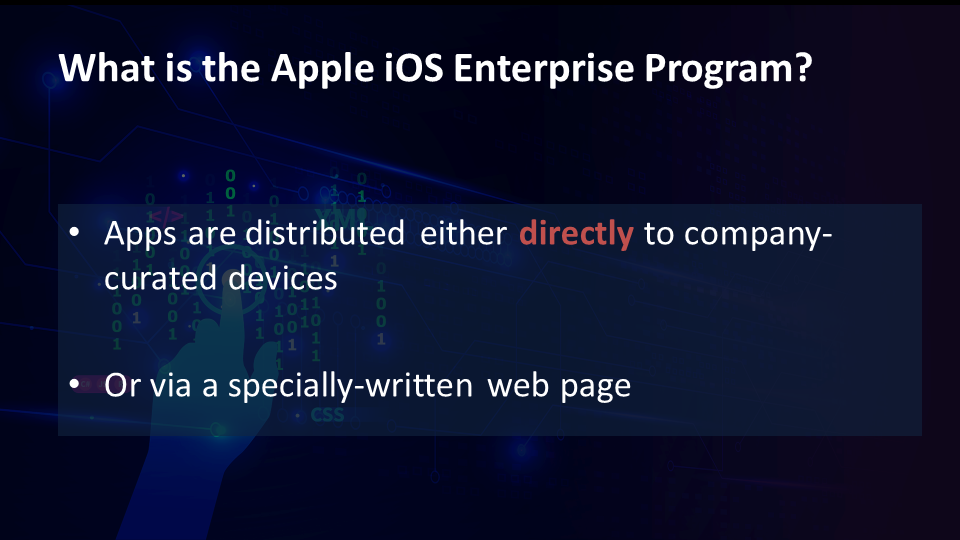 What is the Apple iOS Enterprise Program?
• Apps are distributed either directly to company-
curated devices
• Or via a specially-written web page
</>
CSS